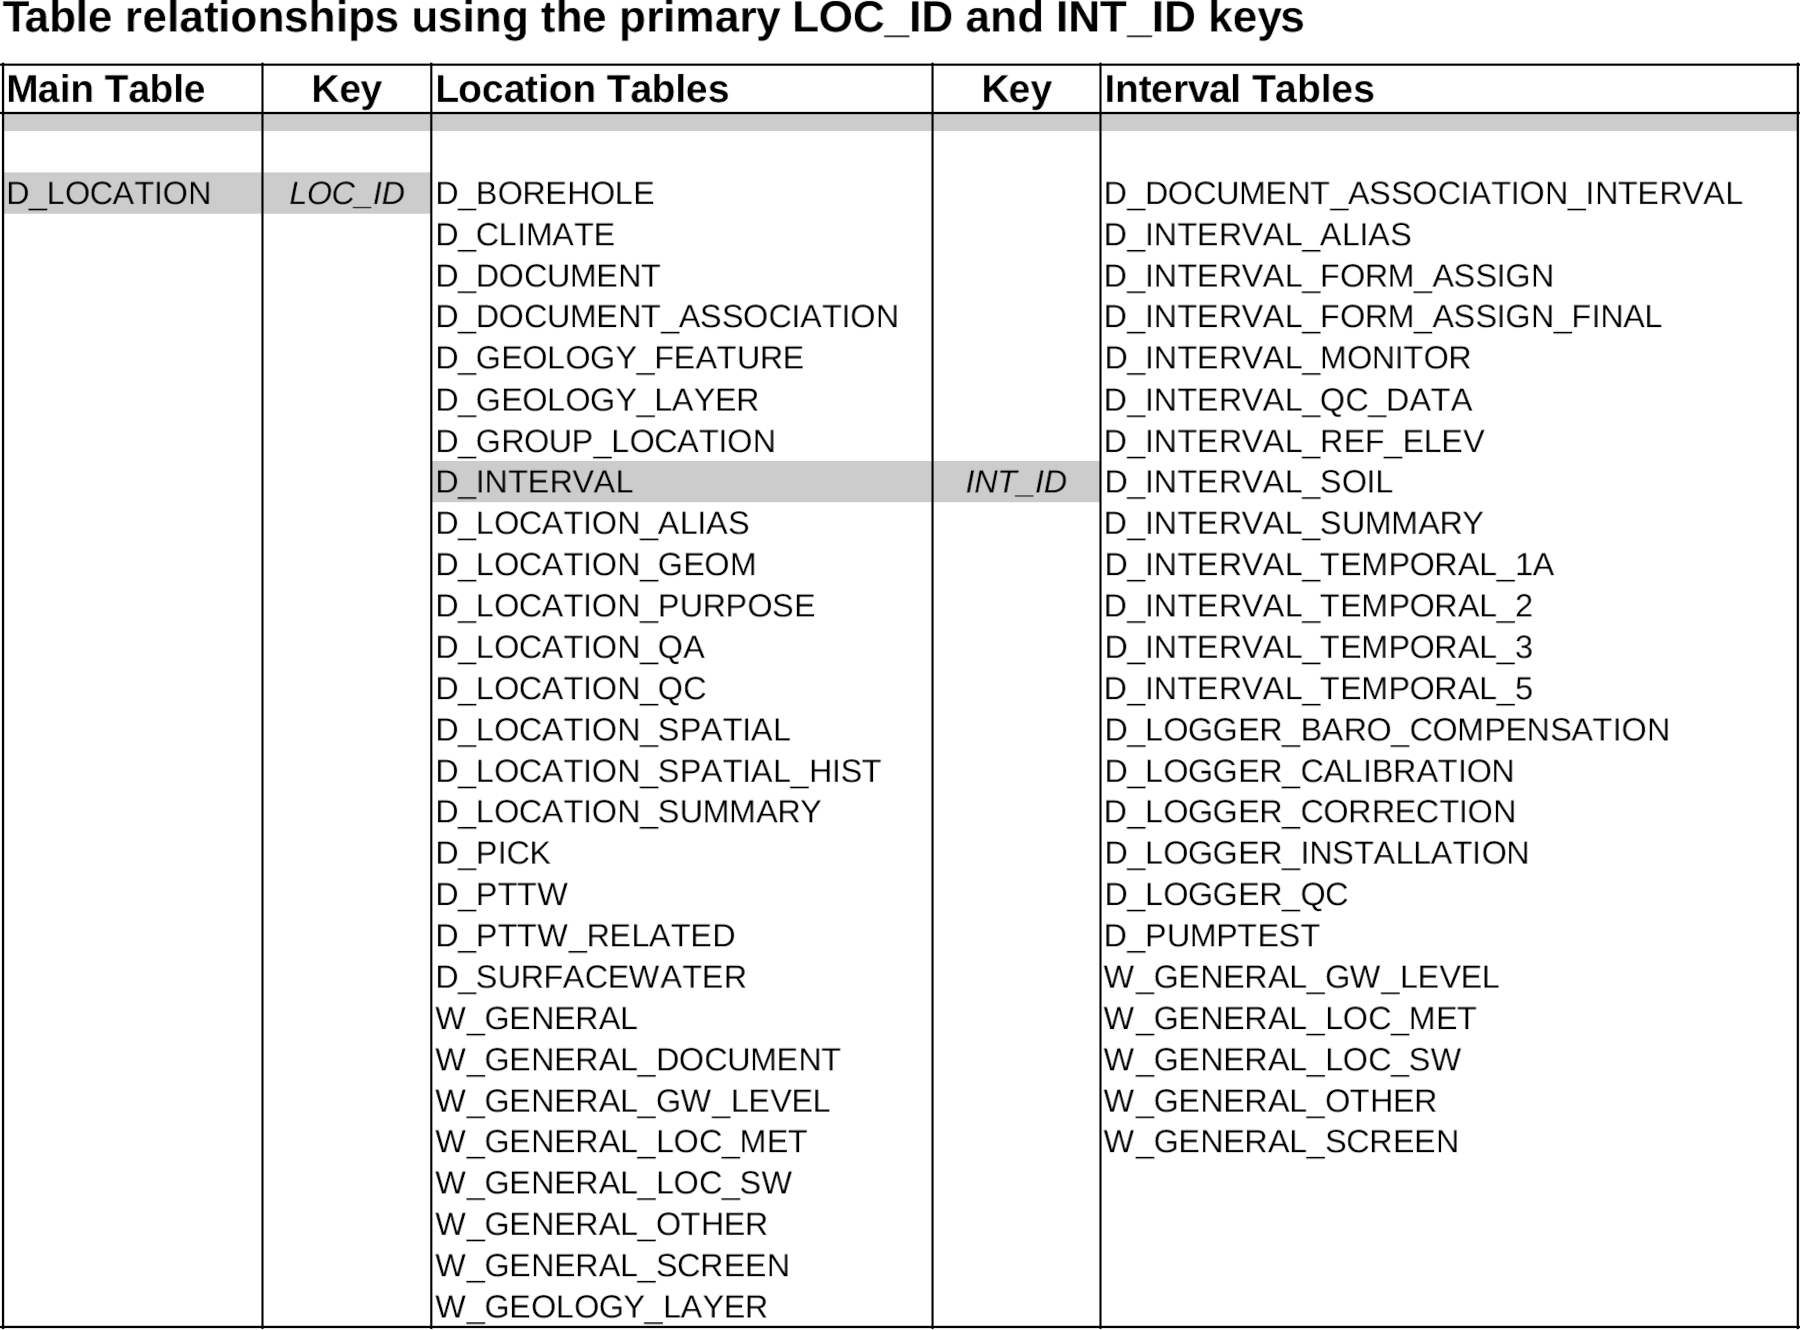 Table relationships using the primary LOC_ID and INT_ID keys
Main Table Key Location Tables Key Interval Tables
D_LOCATION LOC_ID D_BOREHOLE D_DOCUMENT_ASSOCIATION_INTERVAL
D_CLIMATE D_INTERVAL_ALIAS
D_DOCUMENT D_INTERVAL_FORM_ASSIGN
D_DOCUMENT_ASSOCIATION D_INTERVAL_FORM_ASSIGN_FINAL
D_GEOLOGY_FEATURE D_INTERVAL_MONITOR
D_GEOLOGY_LAYER D_INTERVAL_QC_DATA
D_GROUP_LOCATION D_INTERVAL_REF_ELEV
D_INTERVAL INT_ID D_INTERVAL_SOIL
D_LOCATION_ALIAS D_INTERVAL_SUMMARY
D_LOCATION_GEOM D_INTERVAL_TEMPORAL_1A
D_LOCATION_PURPOSE D_INTERVAL_TEMPORAL_2
D_LOCATION_QA D_INTERVAL_TEMPORAL_3
D_LOCATION_QC D_INTERVAL_TEMPORAL_5
D_LOCATION_SPATIAL D_LOGGER_BARO_COMPENSATION
D_LOCATION_SPATIAL_HIST D_LOGGER_CALIBRATION
D_LOCATION_SUMMARY D_LOGGER_CORRECTION
D_PICK D_LOGGER_INSTALLATION
D_PTTW D_LOGGER_QC
D_PTTW_RELATED D_PUMPTEST
D_SURFACEWATER W_GENERAL_GW_LEVEL
W_GENERAL W_GENERAL_LOC_MET
W_GENERAL_DOCUMENT W_GENERAL_LOC_SW
W_GENERAL_GW_LEVEL W_GENERAL_OTHER
W_GENERAL_LOC_MET W_GENERAL_SCREEN
W_GENERAL_LOC_SW
W_GENERAL_OTHER
W_GENERAL_SCREEN
W_GEOLOGY_LAYER